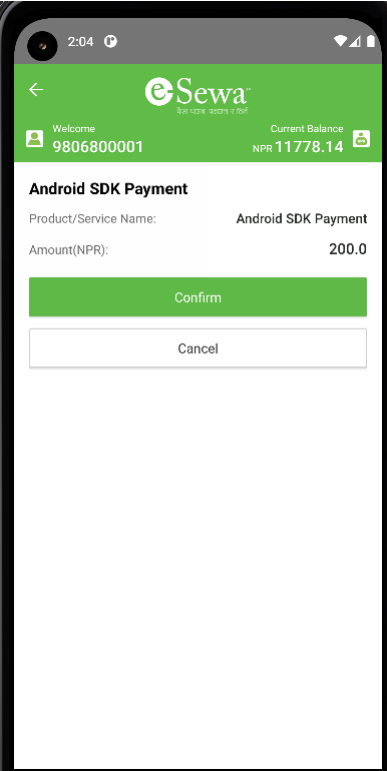 2:04
eSewa
Welcome
9806800001
Current Balance
NPR 11778.14
Android SDK Payment
Product/Service Name: Android SDK Payment
Amount(NPR): 200.0
Confirm
Cancel